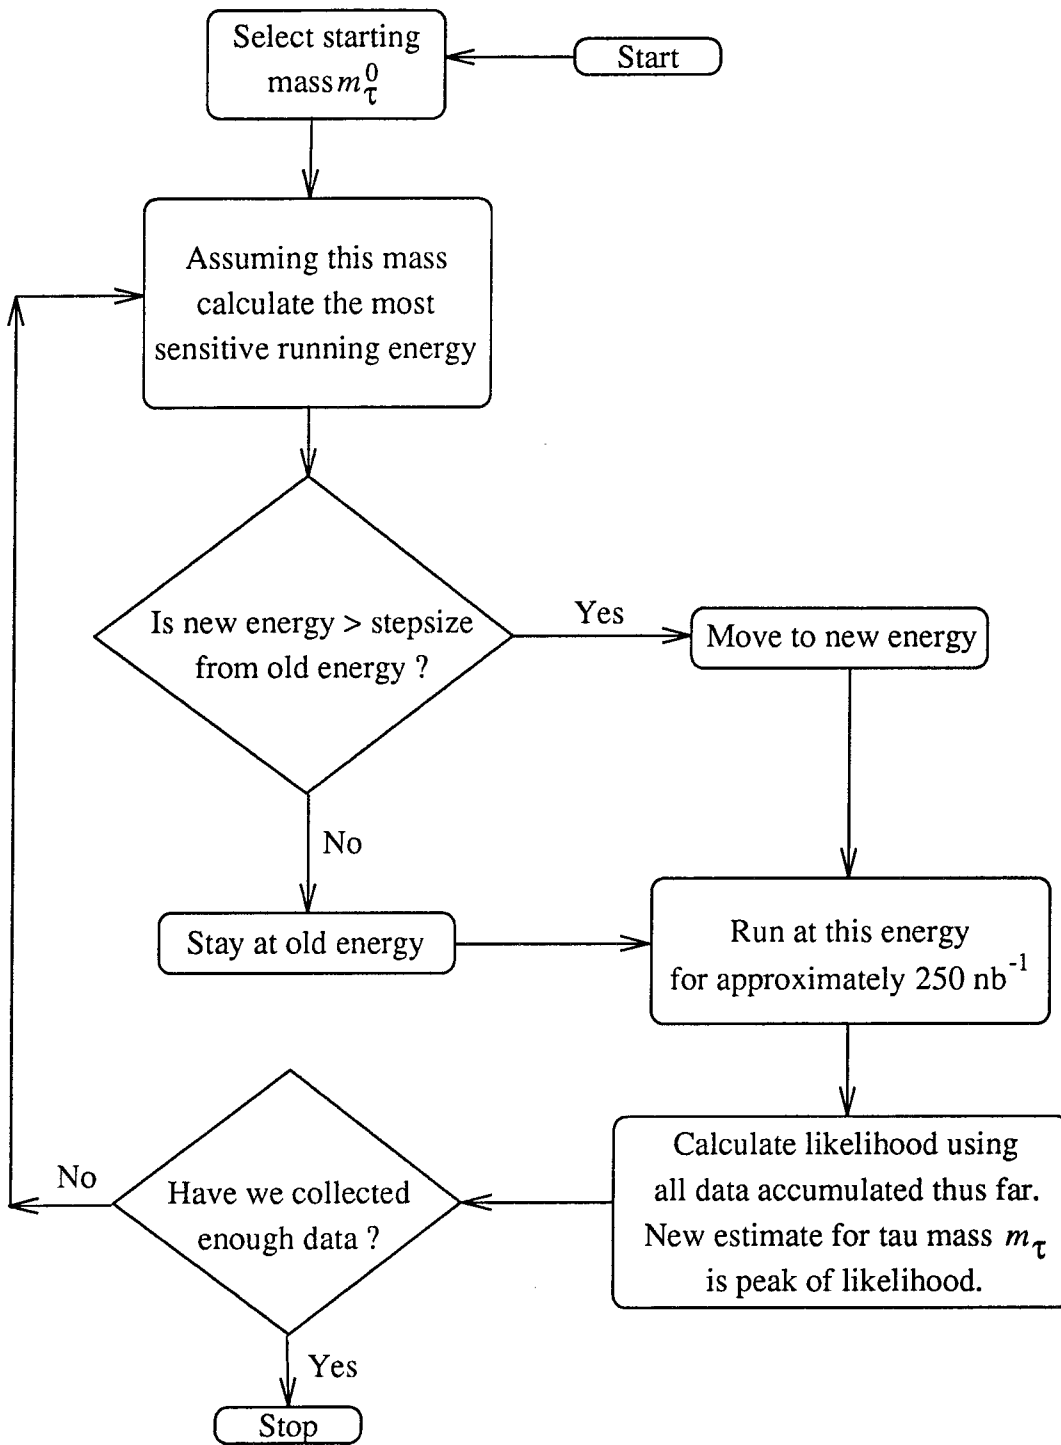 Start
Select starting
mass m_τ^0
Assuming this mass
calculate the most
sensitive running energy
Is new energy > stepsize
from old energy ?
Yes
Move to new energy
No
Stay at old energy
Run at this energy
for approximately 250 nb^-1
Calculate likelihood using
all data accumulated thus far.
New estimate for tau mass m_τ
is peak of likelihood.
Have we collected
enough data ?
No
Yes
Stop